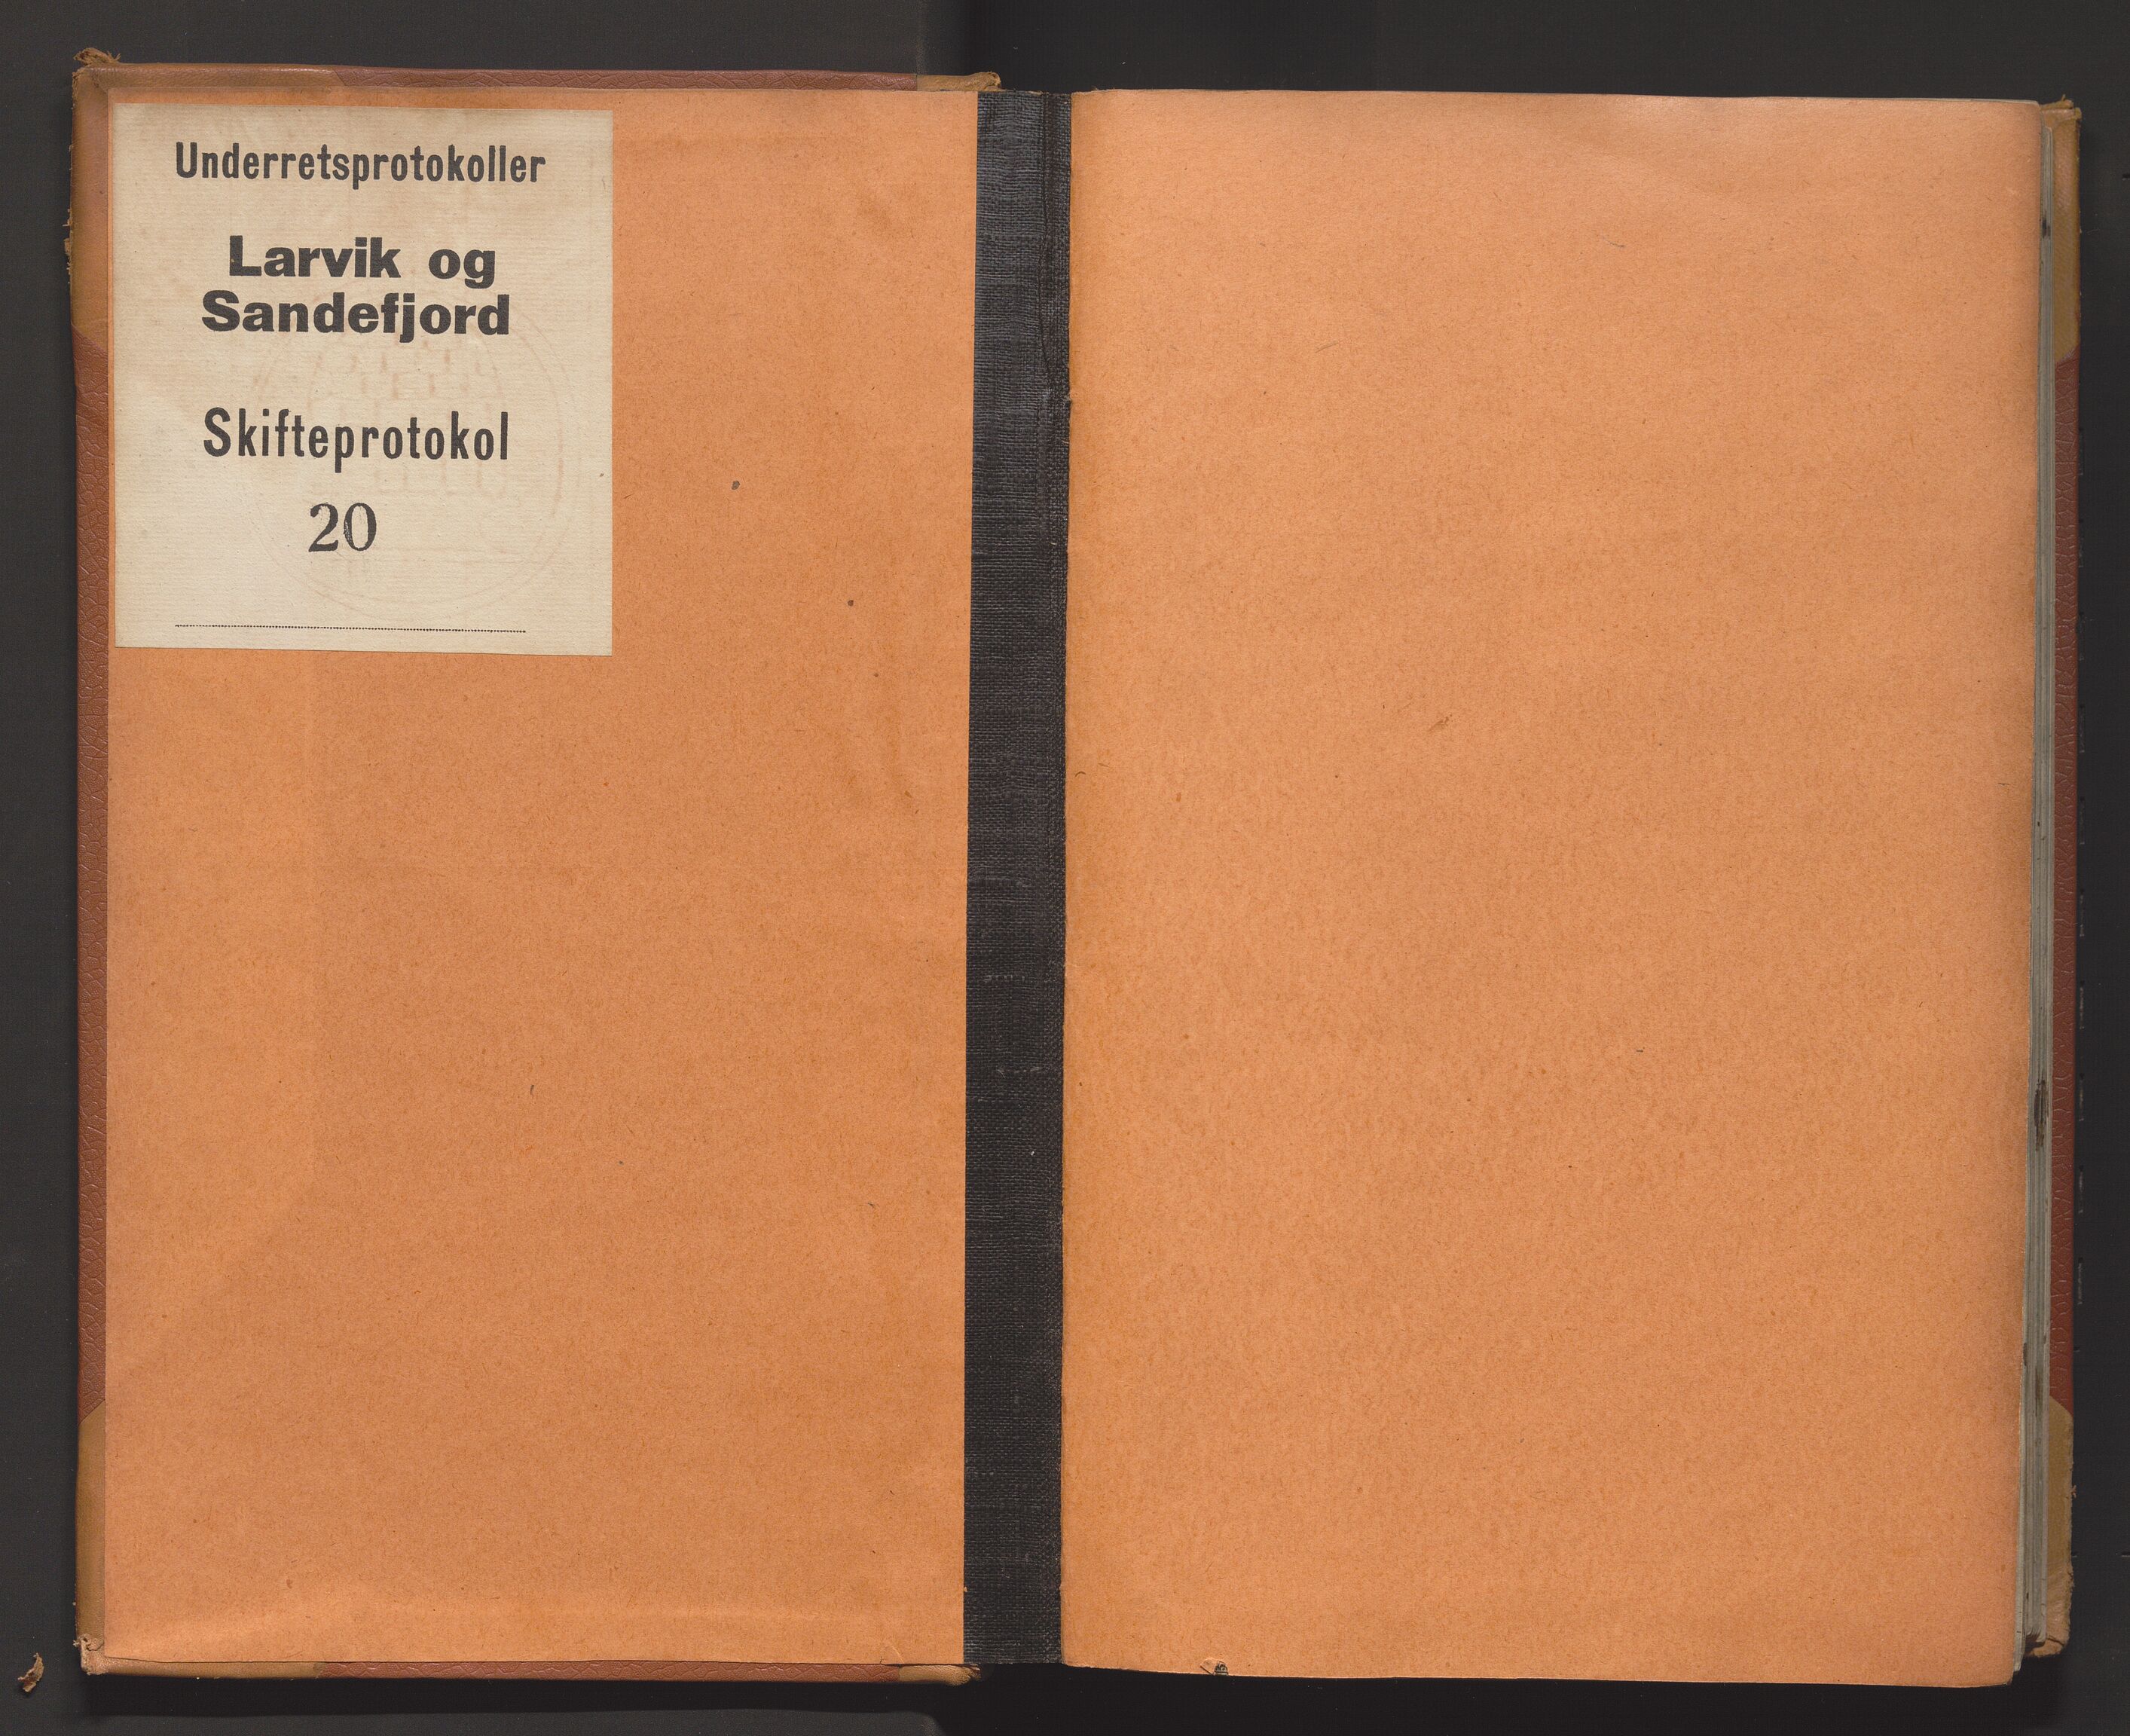 Underretsprotokoller
Larvik og
Sandefjord
Skifteprotokol
20